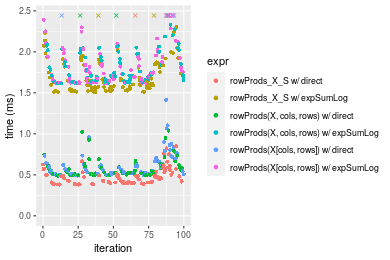 2.5
2.0
1.5
1.0
0.5
0.0
time (ms)
0
25
50
75
100
iteration
expr
rowProds_X_S w/ direct
rowProds_X_S w/ expSumLog
rowProds(X, cols, rows) w/ direct
rowProds(X, cols, rows) w/ expSumLog
rowProds(X[cols, rows]) w/ direct
rowProds(X[cols, rows]) w/ expSumLog